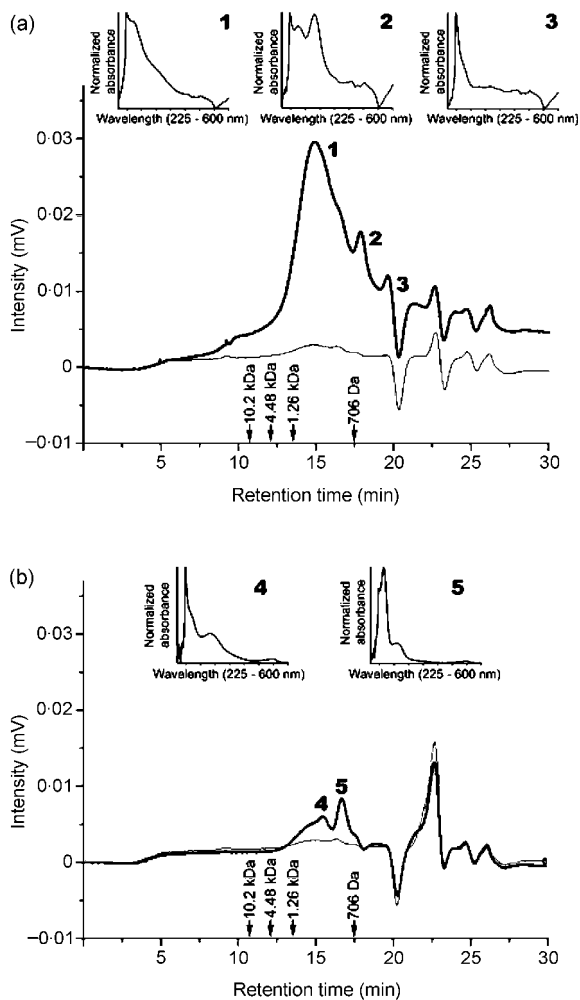 (a)
1
2
3
Normalized
absorbance
Normalized
absorbance
Normalized
absorbance
Wavelength (225 - 600 nm)
Wavelength (225 - 600 nm)
Wavelength (225 - 600 nm)
0·03
0·02
0·01
0
−0·01
Intensity (mV)
1
2
3
10.2 kDa
4.48 kDa
1.26 kDa
706 Da
5
10
15
20
25
30
Retention time (min)
(b)
4
5
Normalized
absorbance
Normalized
absorbance
Wavelength (225 - 600 nm)
Wavelength (225 - 600 nm)
0·03
0·02
0·01
0
−0·01
Intensity (mV)
4
5
10.2 kDa
4.48 kDa
1.26 kDa
706 Da
5
10
15
20
25
30
Retention time (min)